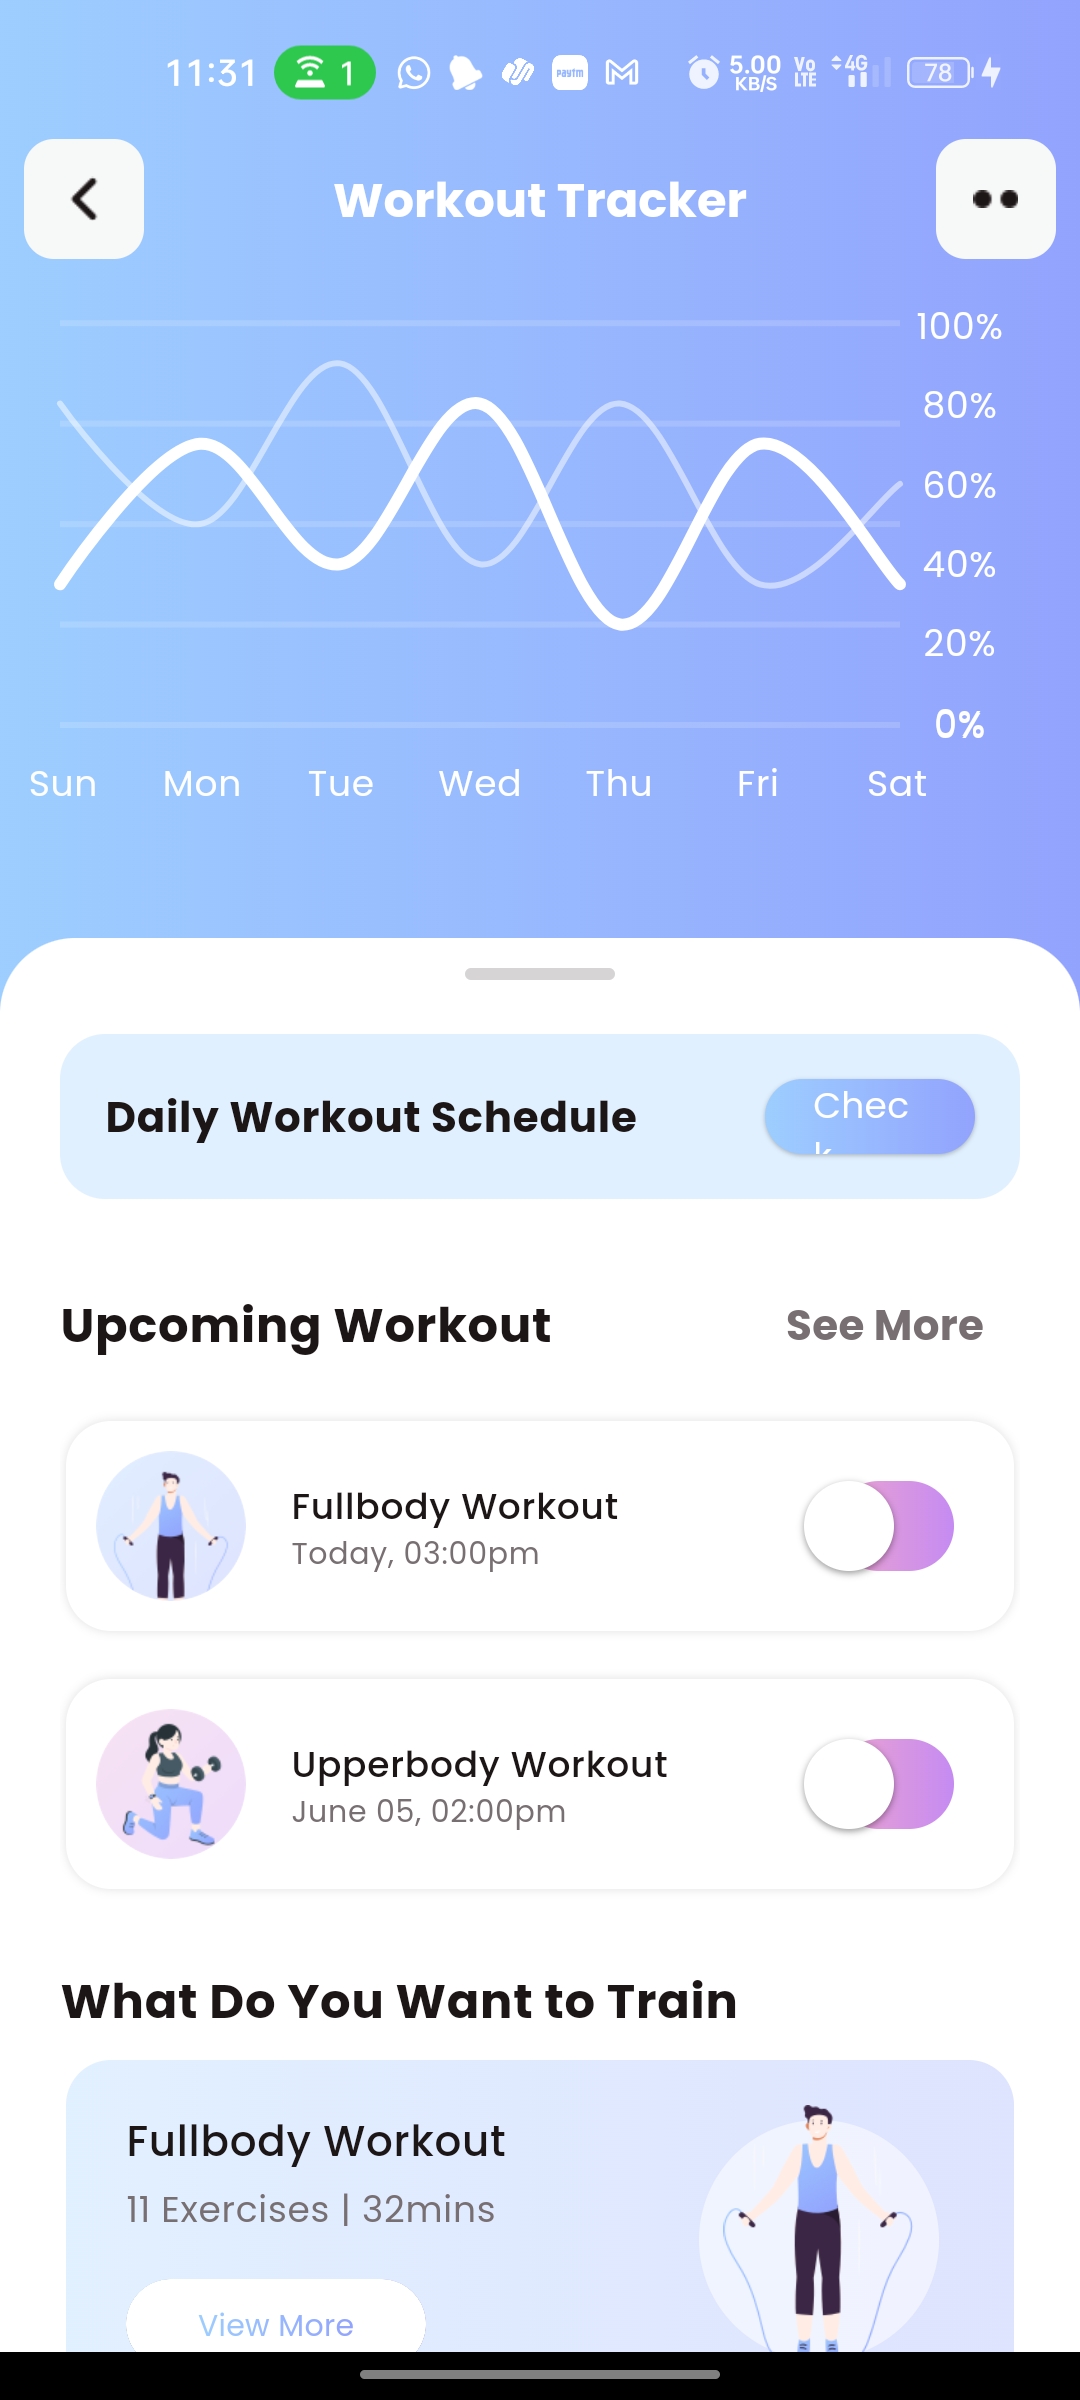 11:31 1 paytm 5.00 KB/S Vo LTE 4G 78
Workout Tracker
100%
80%
60%
40%
20%
0%
Sun Mon Tue Wed Thu Fri Sat
Daily Workout Schedule
Chec
k
Upcoming Workout See More
Fullbody Workout
Today, 03:00pm
Upperbody Workout
June 05, 02:00pm
What Do You Want to Train
Fullbody Workout
11 Exercises | 32mins
View More